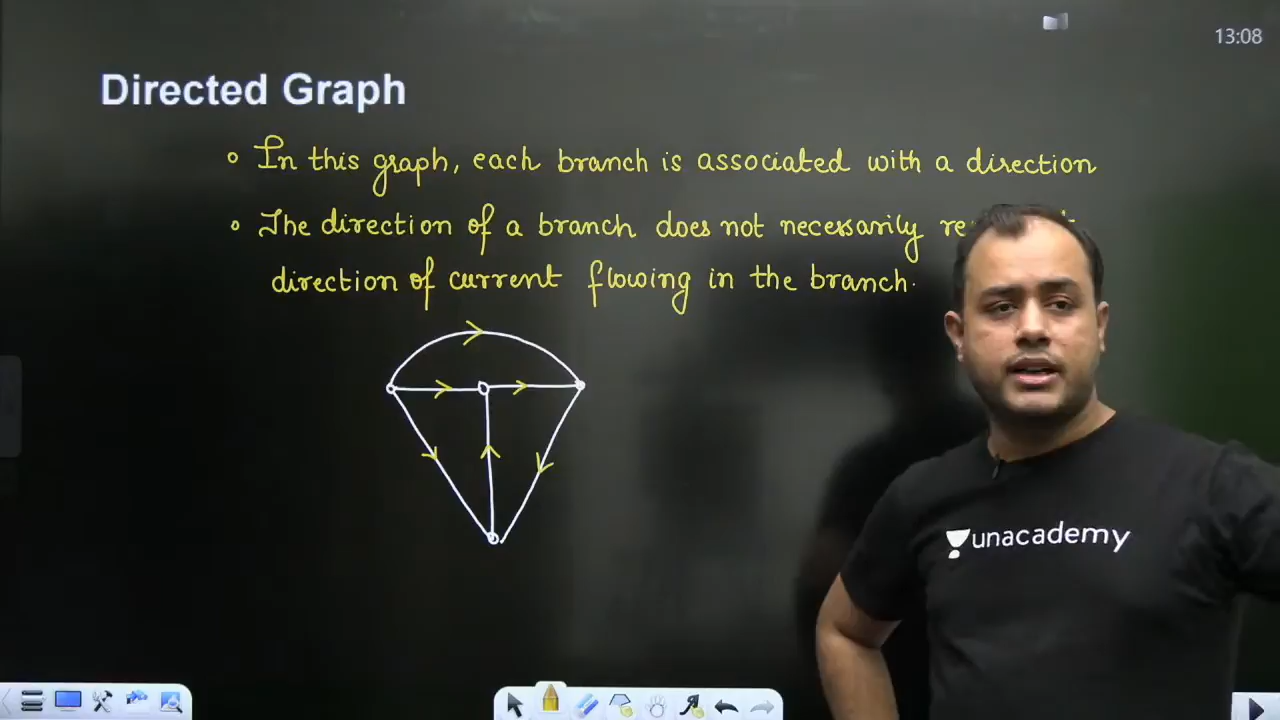 13:08
Directed Graph
In this graph, each branch is associated with a direction
The direction of a branch does not necessarily
direction of current flowing in the branch.
unacademy